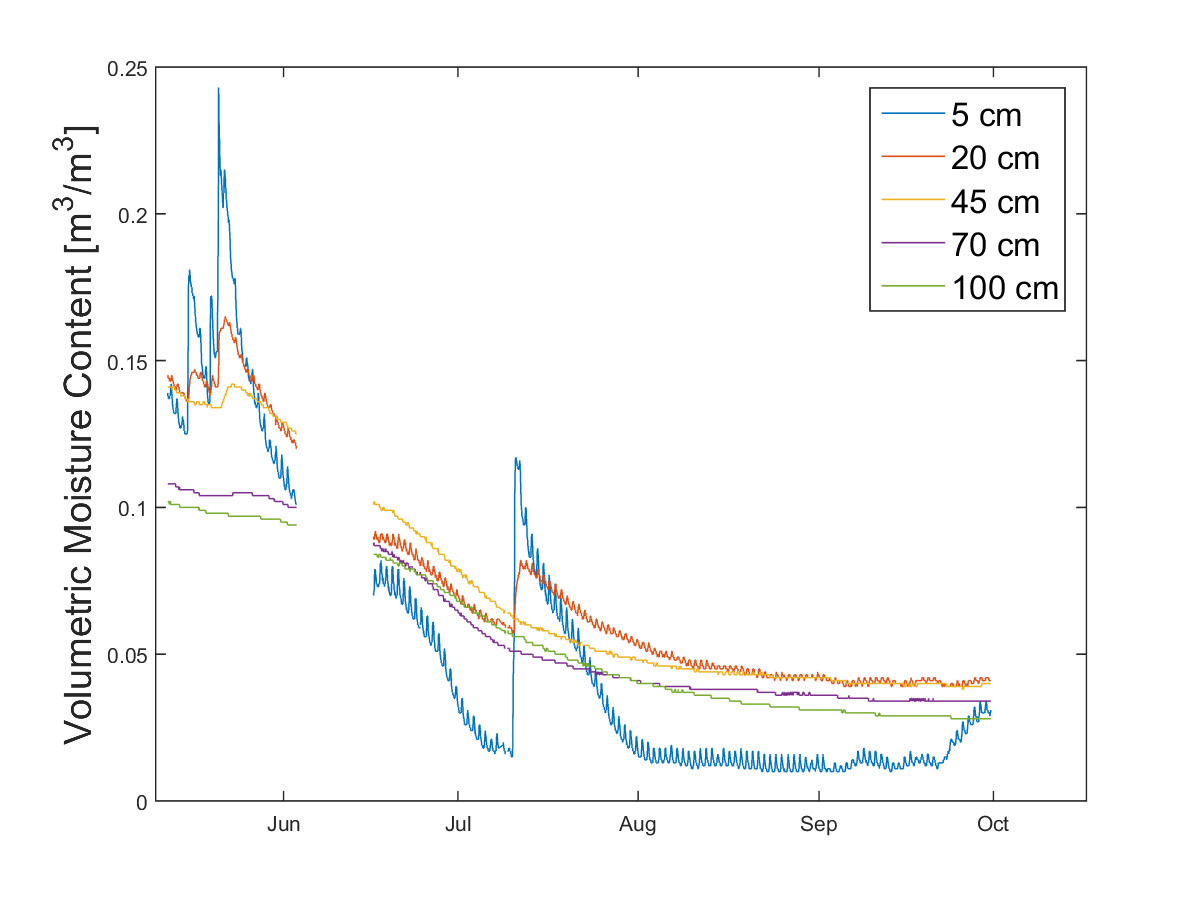 0.25
0.2
0.15
0.1
0.05
0
Volumetric Moisture Content [m³/m³]
5 cm
20 cm
45 cm
70 cm
100 cm
Jun Jul Aug Sep Oct